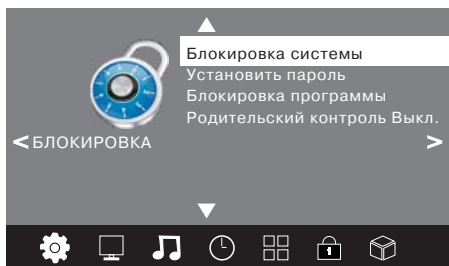 Блокировка системы
Установить пароль
Блокировка программы
Родительский контроль Выкл.
<БЛОКИРОВКА >